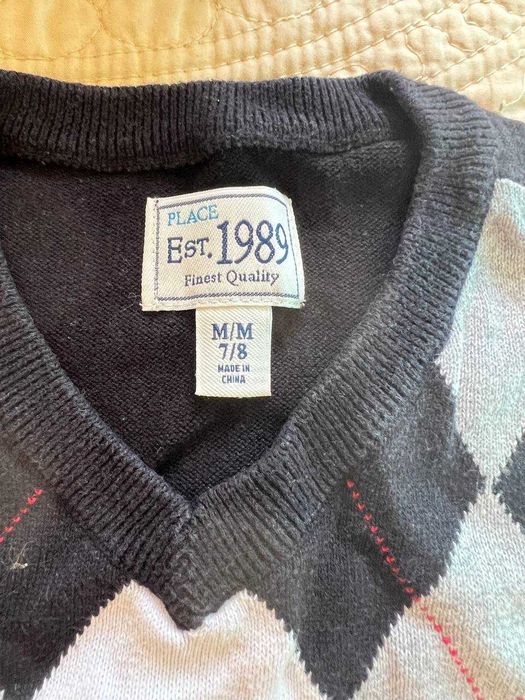 PLACE
EST. 1989
Finest Quality
M/M
7/8
MADE IN
CHINA